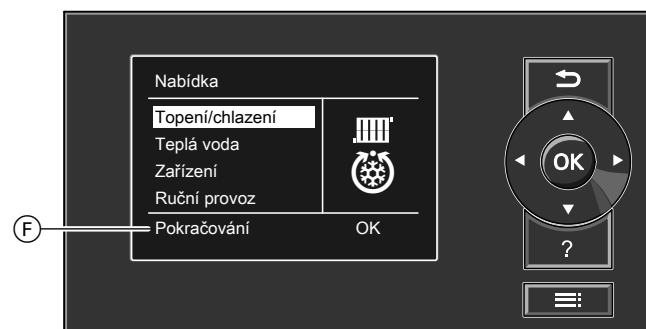 Nabídka
Topení/chlazení
Teplá voda
Zařízení
Ruční provoz
Pokračování OK
F
OK
?